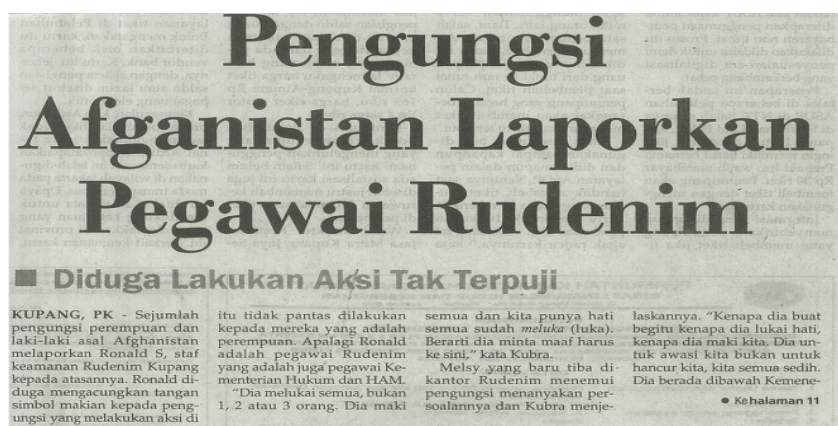 Pengungsi
Afganistan Laporkan
Pegawai Rudenim
■ Diduga Lakukan Aksi Tak Terpuji
KUPANG, PK - Sejumlah
pengungsi perempuan dan
laki-laki asal Afghanistan
melaporkan Ronald S, staf
keamanan Rudenim Kupang
kepada atasannya. Ronald di-
duga mengacungkan tangan
simbol makian kepada peng-
ungsi yang melakukan aksi di
itu tidak pantas dilakukan
kepada mereka yang adalah
perempuan. Apalagi Ronald
adalah pegawai Rudenim
yang adalah juga pegawai Ke-
menterian Hukum dan HAM.
"Dia melukai semua, bukan
1, 2 atau 3 orang. Dia maki
semua dan kita punya hati
semua sudah meluka (luka).
Berarti dia minta maaf harus
ke sini," kata Kubra.
Melsy yang baru tiba di
kantor Rudenim menemui
pengungsi menanyakan per-
soalannya dan Kubra menje-
laskannya. "Kenapa dia buat
begitu kenapa dia lukai hati,
kenapa dia maki kita. Dia un-
tuk awasi kita bukan untuk
hancur kita, kita semua sedih.
Dia berada dibawah Kemene-
● Ke halaman 11